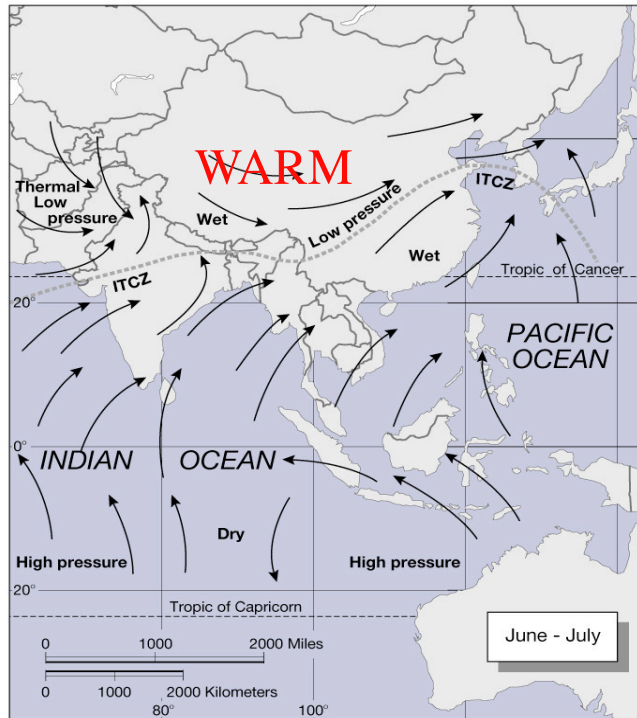 WARM
Thermal
Low
pressure
Wet
Low pressure
ITCZ
Wet
ITCZ
Tropic of Cancer
20°
PACIFIC
OCEAN
0°
INDIAN OCEAN
Dry
High pressure
High pressure
20°
Tropic of Capricorn
0 1000 2000 Miles
0 1000 2000 Kilometers
June - July
80° 100°